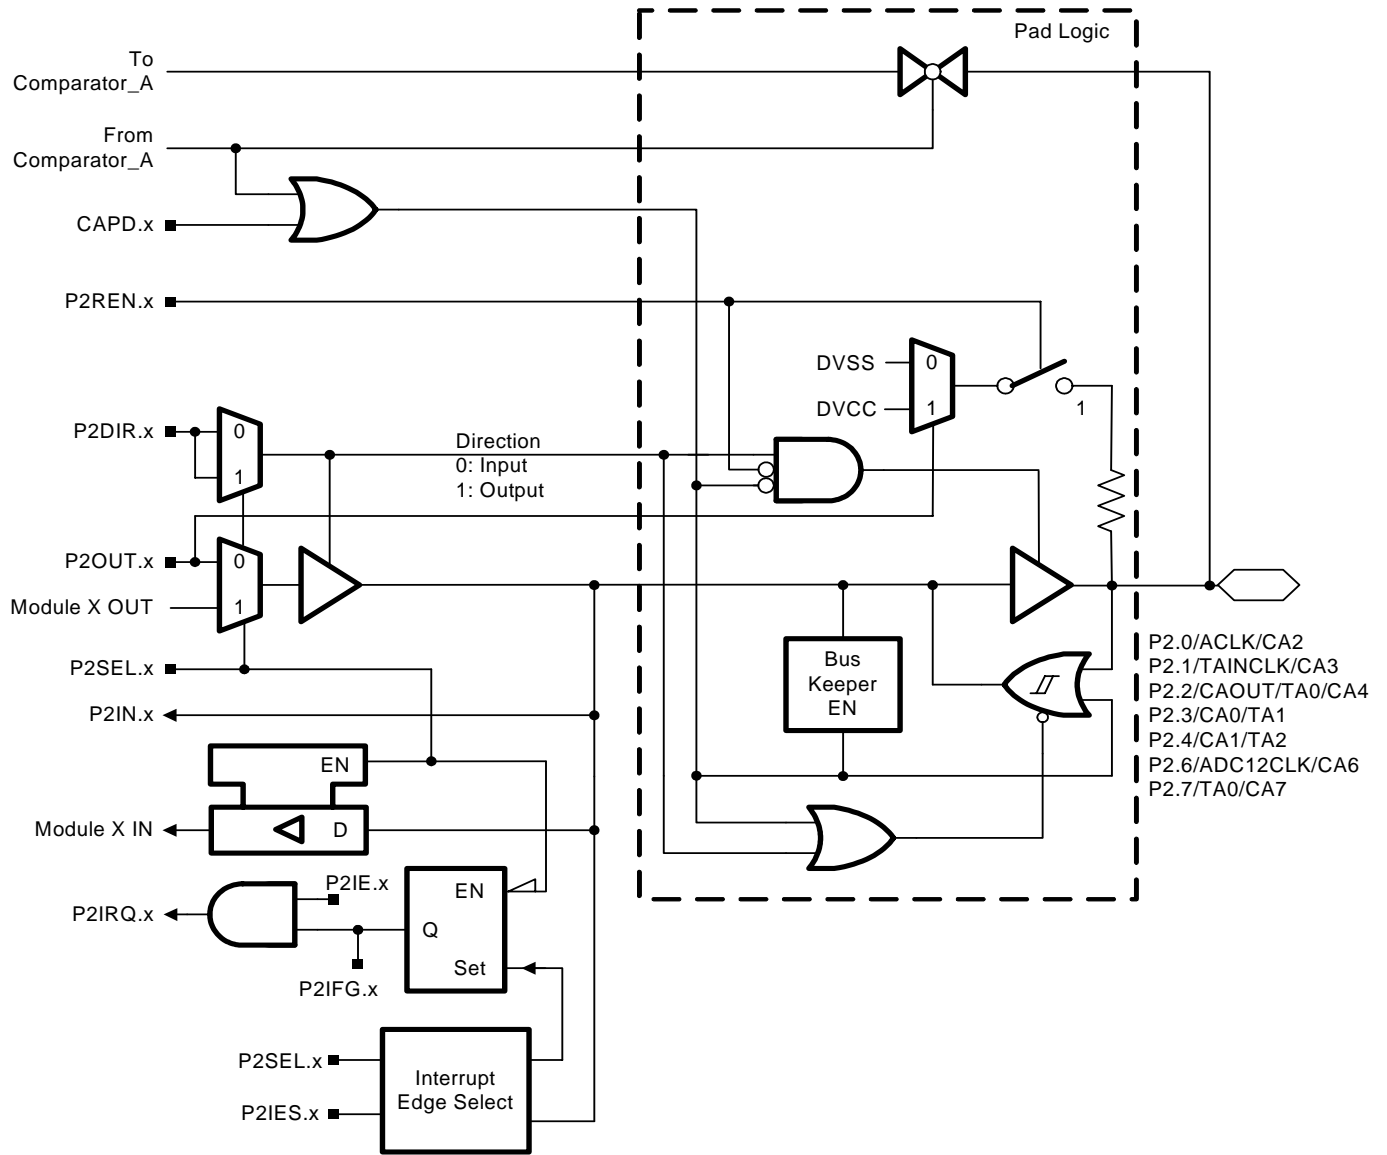 Pad Logic
To
Comparator_A
From
Comparator_A
CAPD.x
P2REN.x
DVSS
0
DVCC
1
1
P2DIR.x
0
1
Direction
0: Input
1: Output
P2OUT.x
0
Module X OUT
1
P2SEL.x
P2IN.x
Bus
Keeper
EN
P2.0/ACLK/CA2
P2.1/TAINCLK/CA3
P2.2/CAOUT/TA0/CA4
P2.3/CA0/TA1
P2.4/CA1/TA2
P2.6/ADC12CLK/CA6
P2.7/TA0/CA7
EN
Module X IN
D
P2IE.x
EN
P2IRQ.x
Q
Set
P2IFG.x
P2SEL.x
P2IES.x
Interrupt
Edge Select